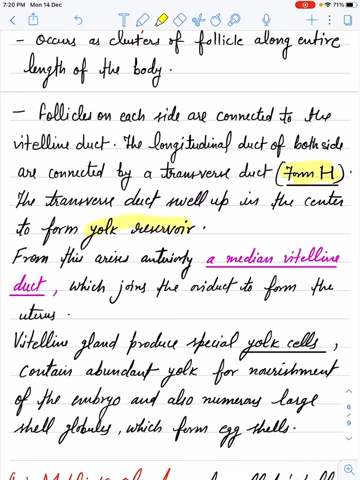 7:20 PM Mon 14 Dec
71%
- Occurs as clusters of follicle along entire
length of the body.
- Follicles on each side are connected to the
vitelline duct. The longitudinal duct of both side
are connected by a transverse duct (Form H).
The transverse duct swell up in the center
to form yolk reservoir.
From this arises anteriorly a median vitelline
duct, which joins the oviduct to form the
uterus.
Vitelline gland produce special yolk cells,
contain abundant yolk for nourishment
of the embryo and also numerous large
shell globules, which form egg shells.
6
9